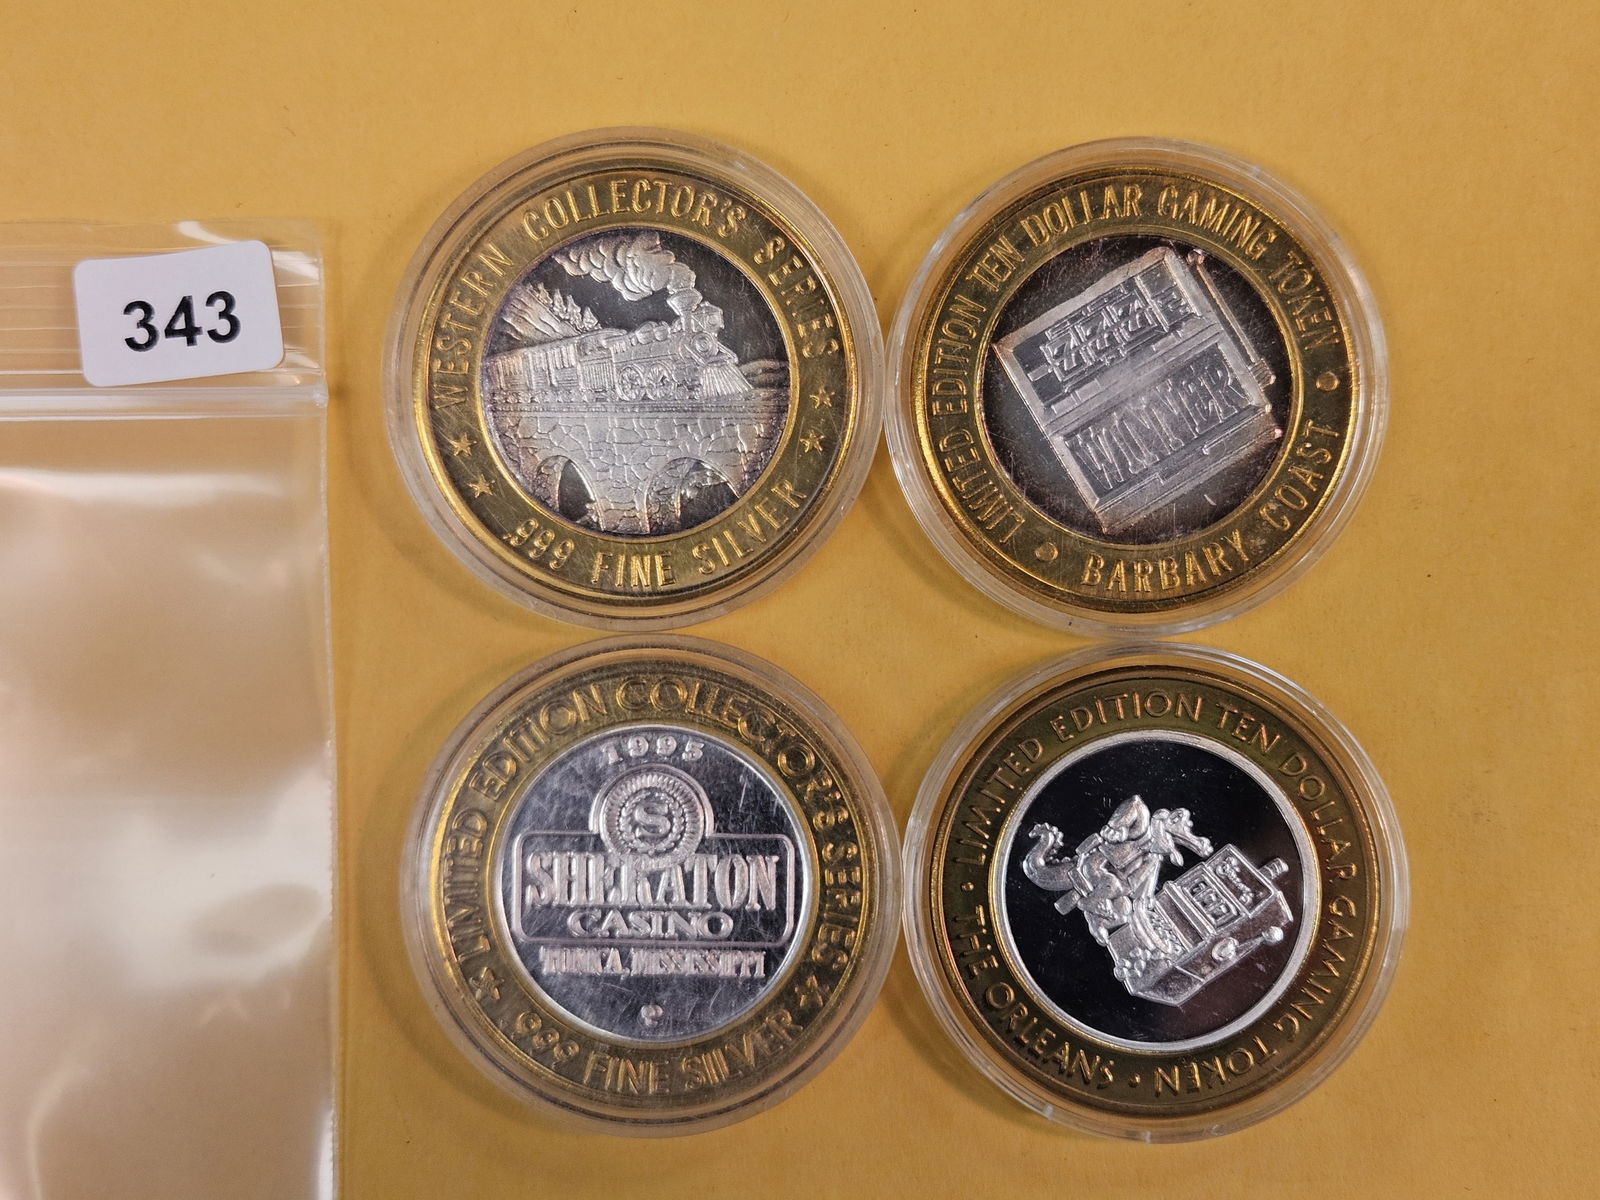 343
WESTERN COLLECTOR'S SERIES
.999 FINE SILVER
LIMITED EDITION TEN DOLLAR GAMING TOKEN
BARBARY COAST
WINNER
LIMITED EDITION COLLECTOR'S SERIES
1995
S
SHERATON
CASINO
TUNICA, MISSISSIPPI
.999 FINE SILVER
LIMITED EDITION TEN DOLLAR GAMING TOKEN
THE ORLEANS